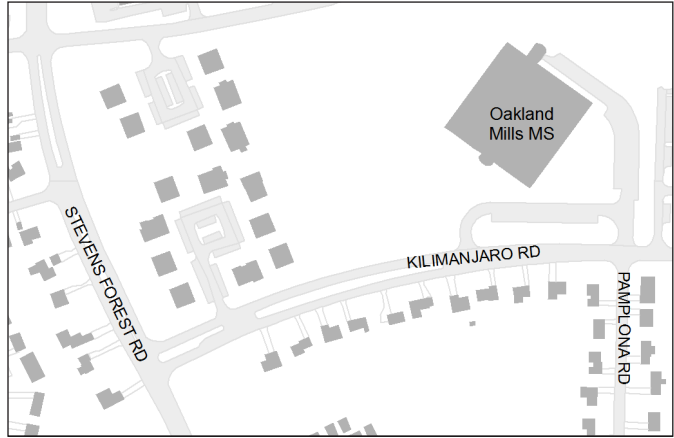 Oakland
Mills MS
STEVENS FOREST RD
KILIMANJARO RD
PAMPLONA RD